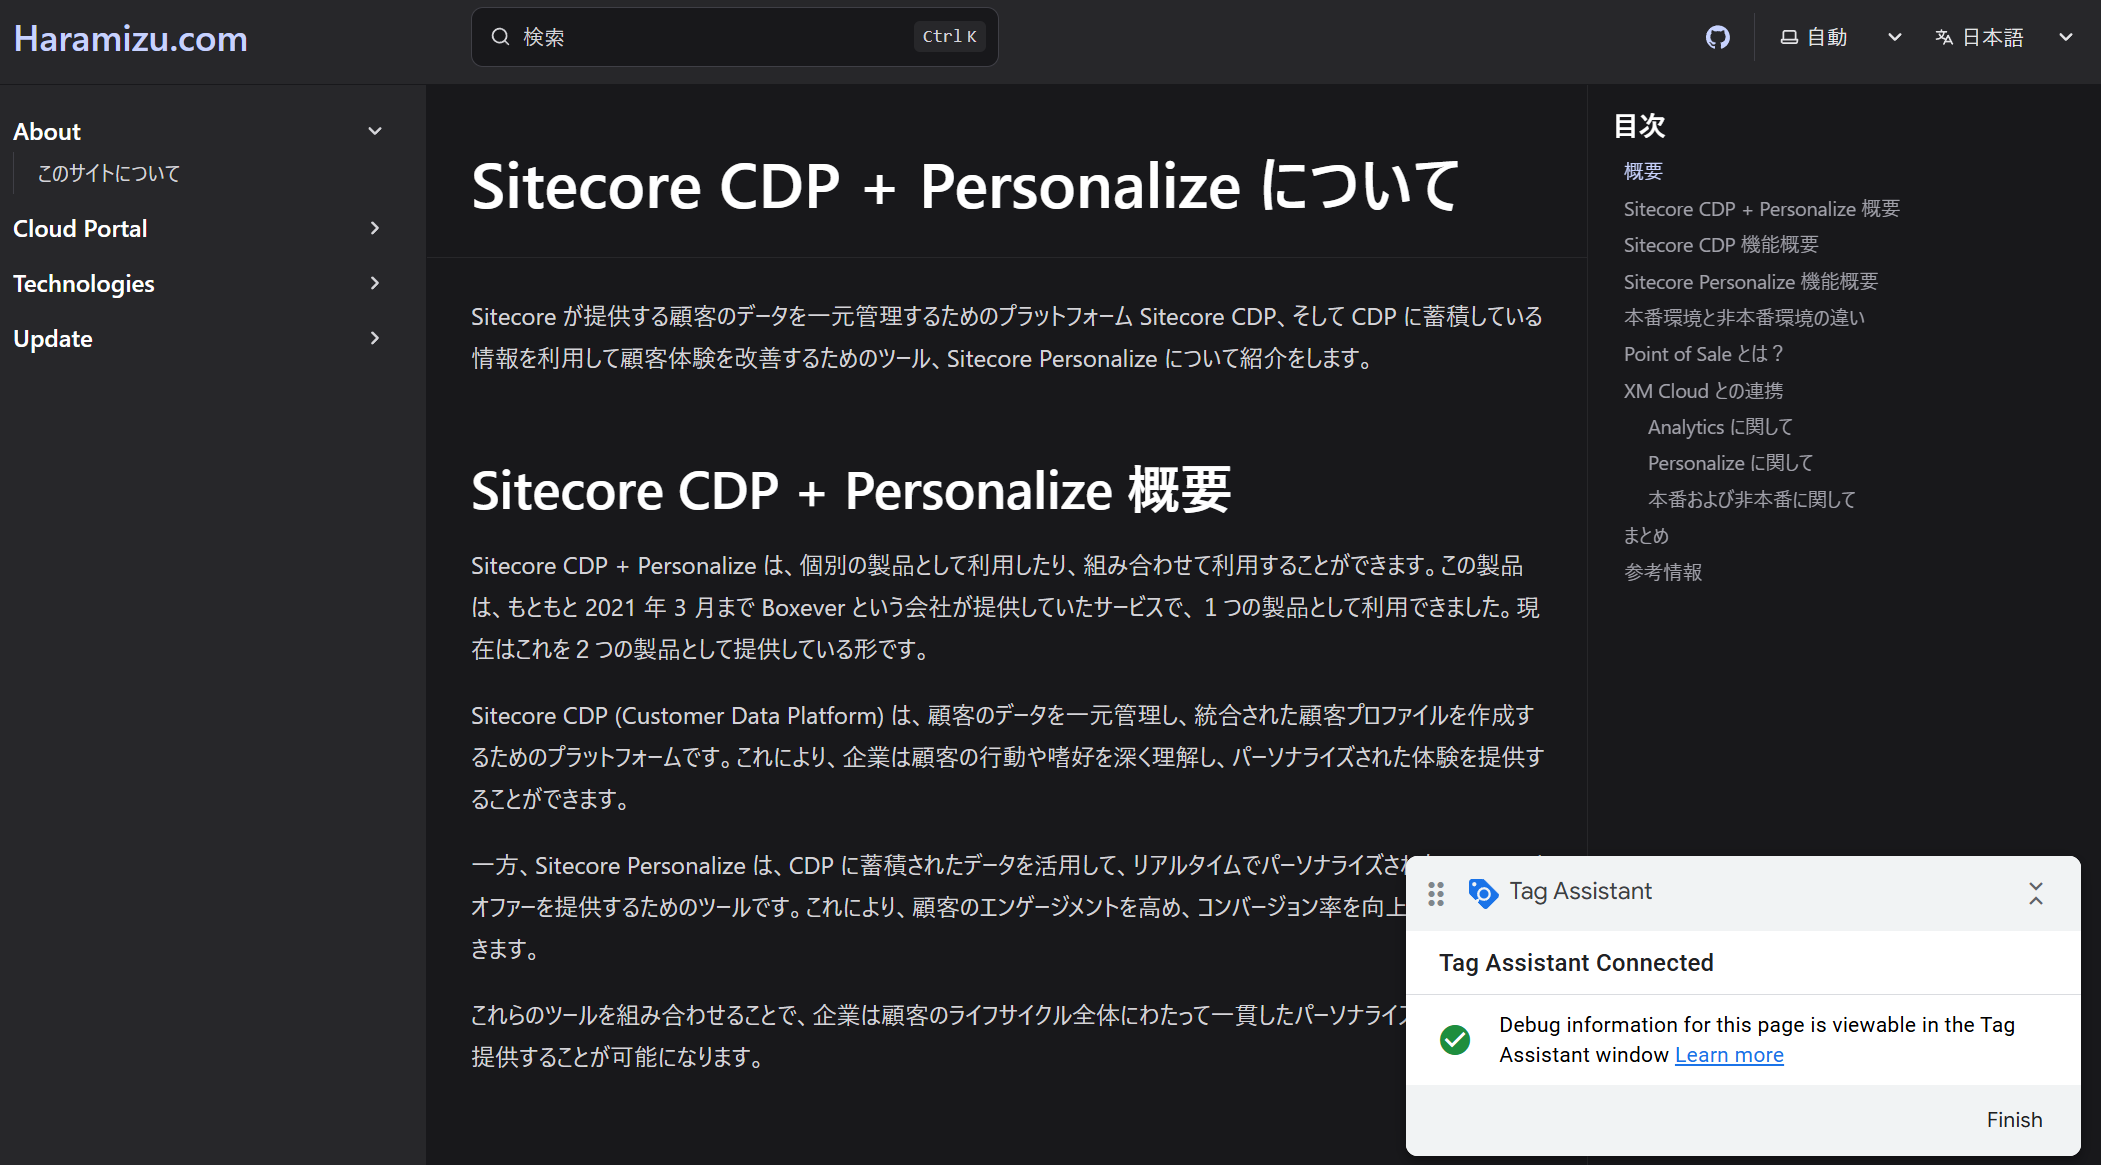 Haramizu.com
検索
Ctrl K
自動
日本語
About
このサイトについて
Cloud Portal
Technologies
Update
Sitecore CDP + Personalize について
Sitecore が提供する顧客のデータを一元管理するためのプラットフォーム Sitecore CDP、そして CDP に蓄積している
情報を利用して顧客体験を改善するためのツール、Sitecore Personalize について紹介をします。
Sitecore CDP + Personalize 概要
Sitecore CDP + Personalize は、個別の製品として利用したり、組み合わせて利用することができます。この製品
は、もともと 2021 年 3 月まで Boxever という会社が提供していたサービスで、１つの製品として利用できました。現
在はこれを２つの製品として提供している形です。
Sitecore CDP (Customer Data Platform) は、顧客のデータを一元管理し、統合された顧客プロファイルを作成す
るためのプラットフォームです。これにより、企業は顧客の行動や嗜好を深く理解し、パーソナライズされた体験を提供す
ることができます。
一方、Sitecore Personalize は、CDP に蓄積されたデータを活用して、リアルタイムでパーソナライズさ
オファーを提供するためのツールです。これにより、顧客のエンゲージメントを高め、コンバージョン率を向上
きます。
これらのツールを組み合わせることで、企業は顧客のライフサイクル全体にわたって一貫したパーソナライズ
提供することが可能になります。
目次
概要
Sitecore CDP + Personalize 概要
Sitecore CDP 機能概要
Sitecore Personalize 機能概要
本番環境と非本番環境の違い
Point of Sale とは？
XM Cloud との連携
Analytics に関して
Personalize に関して
本番および非本番に関して
まとめ
参考情報
Tag Assistant
Tag Assistant Connected
Debug information for this page is viewable in the Tag
Assistant window Learn more
Finish